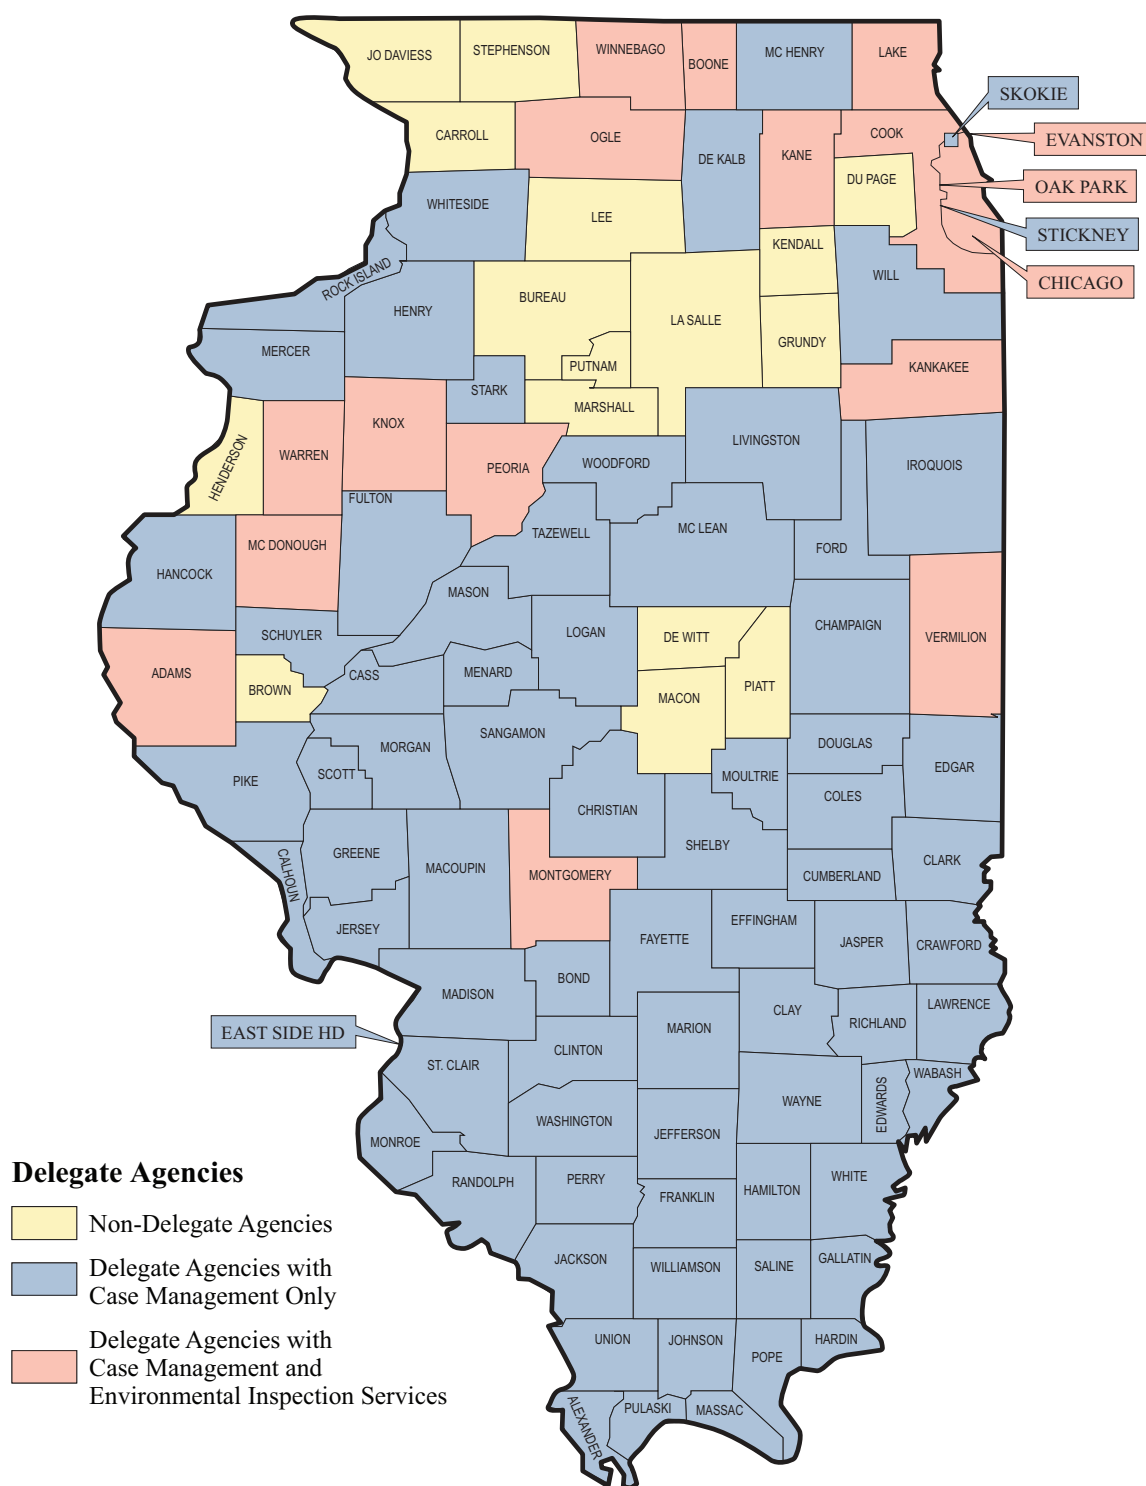 JO DAVIESS
STEPHENSON
WINNEBAGO
BOONE
MC HENRY
LAKE
SKOKIE
EVANSTON
CARROLL
OGLE
DE KALB
KANE
COOK
DU PAGE
OAK PARK
WHITESIDE
LEE
KENDALL
STICKNEY
CHICAGO
ROCK ISLAND
HENRY
BUREAU
LA SALLE
WILL
GRUNDY
MERCER
PUTNAM
KANKAKEE
STARK
MARSHALL
HENDERSON
WARREN
KNOX
PEORIA
WOODFORD
LIVINGSTON
IROQUOIS
FULTON
TAZEWELL
MC LEAN
FORD
HANCOCK
MC DONOUGH
MASON
SCHUYLER
LOGAN
DE WITT
CHAMPAIGN
VERMILION
ADAMS
BROWN
CASS
MENARD
MACON
PIATT
PIKE
SCOTT
MORGAN
SANGAMON
DOUGLAS
EDGAR
MOULTRIE
COLES
CHRISTIAN
SHELBY
CALHOUN
GREENE
MACOUPIN
MONTGOMERY
CUMBERLAND
CLARK
JERSEY
FAYETTE
EFFINGHAM
JASPER
CRAWFORD
MADISON
BOND
CLAY
RICHLAND
LAWRENCE
EAST SIDE HD
MARION
ST. CLAIR
CLINTON
WABASH
WAYNE
EDWARDS
MONROE
WASHINGTON
JEFFERSON
RANDOLPH
PERRY
FRANKLIN
HAMILTON
WHITE
JACKSON
WILLIAMSON
SALINE
GALLATIN
UNION
JOHNSON
POPE
HARDIN
ALEXANDER
PULASKI
MASSAC
Delegate Agencies
Non-Delegate Agencies
Delegate Agencies with
Case Management Only
Delegate Agencies with
Case Management and
Environmental Inspection Services